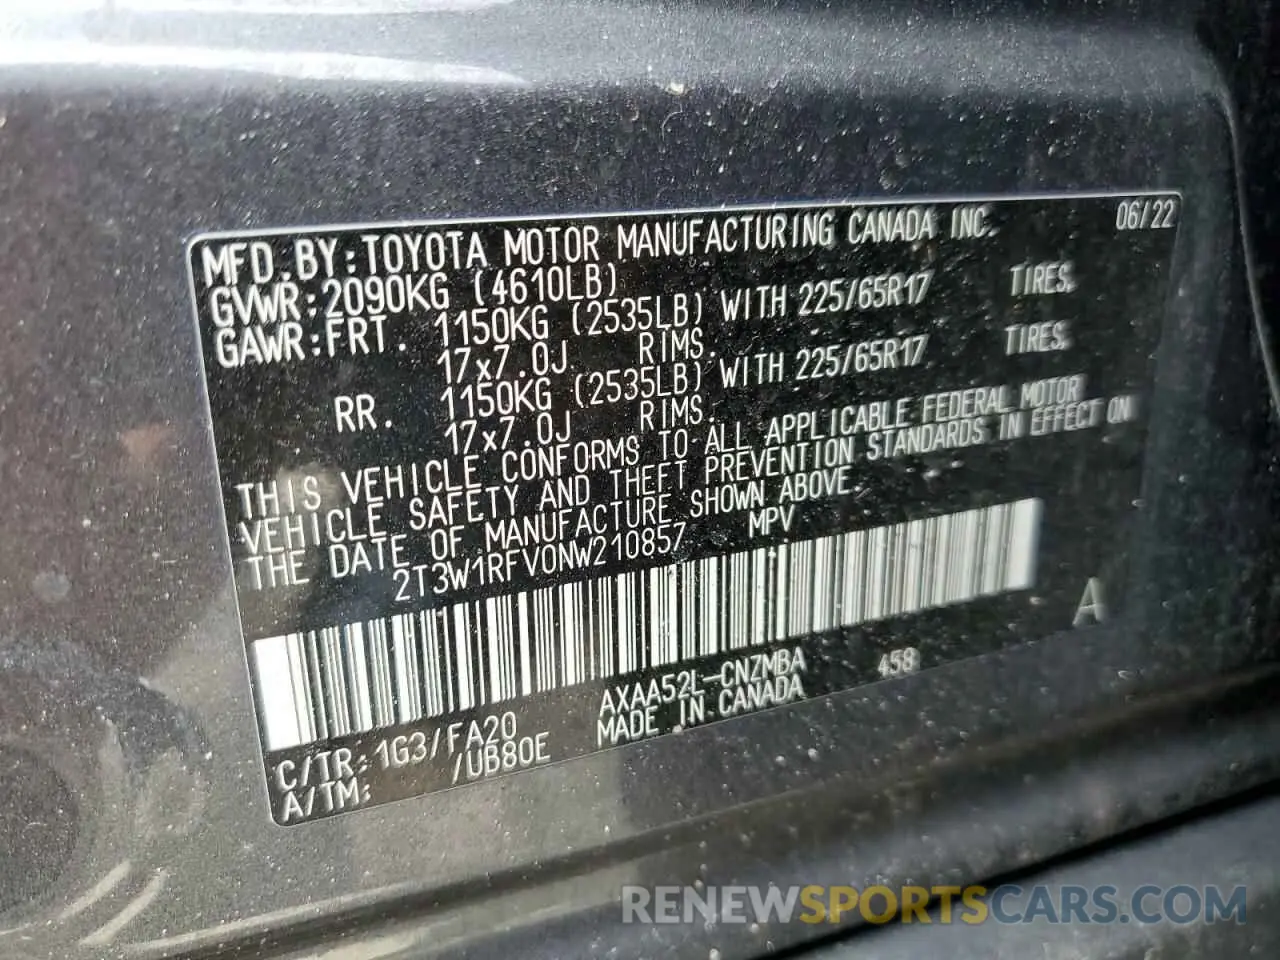 MFD.BY:TOYOTA MOTOR MANUFACTURING CANADA INC. 06/22
GVWR:2090KG (4610LB)
GAWR:FRT. 1150KG (2535LB) WITH 225/65R17 TIRES,
17x7.0J RIMS.
RR. 1150KG (2535LB) WITH 225/65R17 TIRES,
17x7.0J RIMS.
THIS VEHICLE CONFORMS TO ALL APPLICABLE FEDERAL MOTOR
VEHICLE SAFETY AND THEFT PREVENTION STANDARDS IN EFFECT ON
THE DATE OF MANUFACTURE SHOWN ABOVE.
2T3W1RFV0NW210857 MPV
A
C/TR:1G3/FA20 AXAA52L-CNZMBA 458
A/TM: /UB80E MADE IN CANADA
RENEWSPORTSCARS.COM